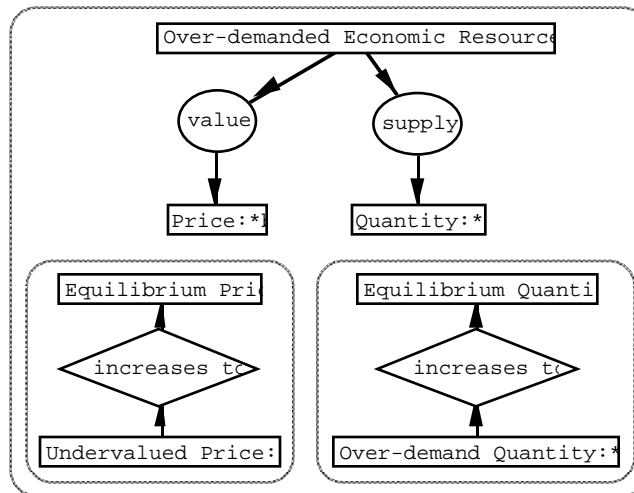 Over-demanded Economic Resource
value
supply
Price:*
Quantity:*
Equilibrium Pri
Equilibrium Quanti
increases to
increases to
Undervalued Price:
Over-demand Quantity:*